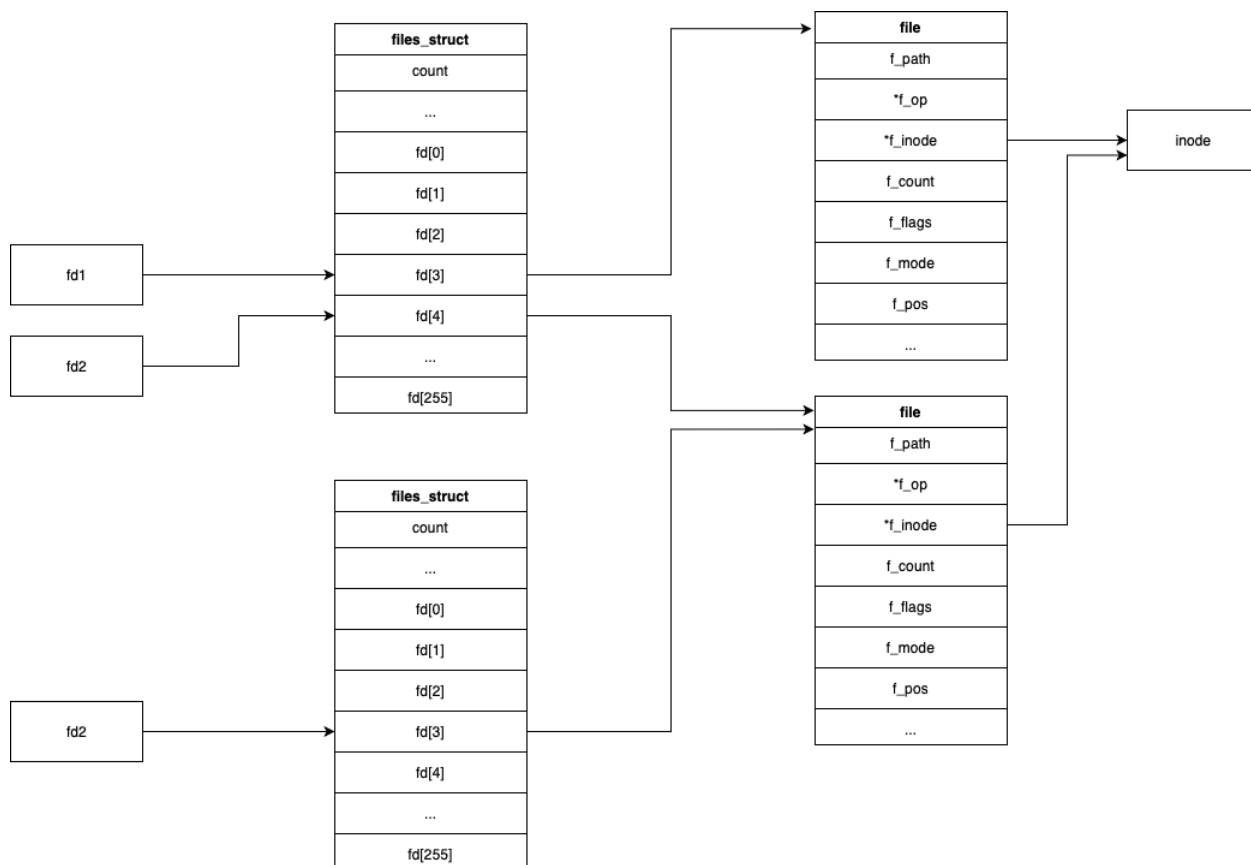 files_struct
count
...
fd[0]
fd[1]
fd[2]
fd[3]
fd[4]
...
fd[255]
fd1
fd2
file
f_path
*f_op
*f_inode
f_count
f_flags
f_mode
f_pos
...
inode
files_struct
count
...
fd[0]
fd[1]
fd[2]
fd[3]
fd[4]
...
fd[255]
fd2
file
f_path
*f_op
*f_inode
f_count
f_flags
f_mode
f_pos
...